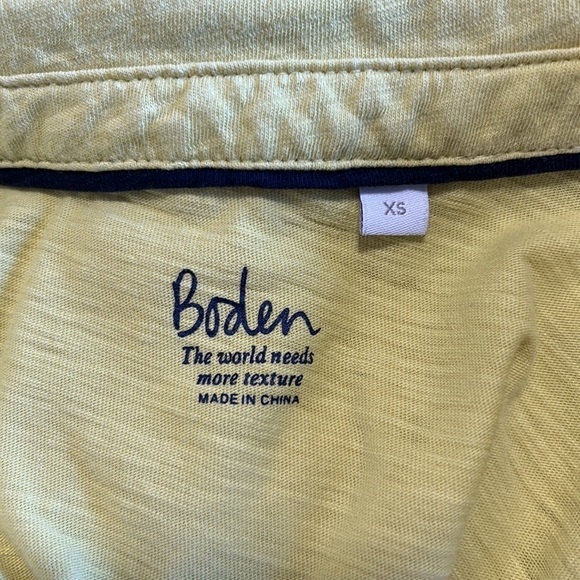 XS
Boden
The world needs
more texture
MADE IN CHINA